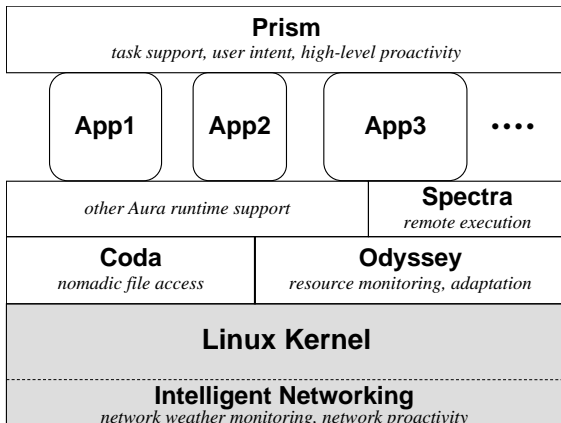 Prism
task support, user intent, high-level proactivity
App1 App2 App3 ••••
other Aura runtime support
Spectra
remote execution
Coda
nomadic file access
Odyssey
resource monitoring, adaptation
Linux Kernel
Intelligent Networking
network weather monitoring, network proactivity